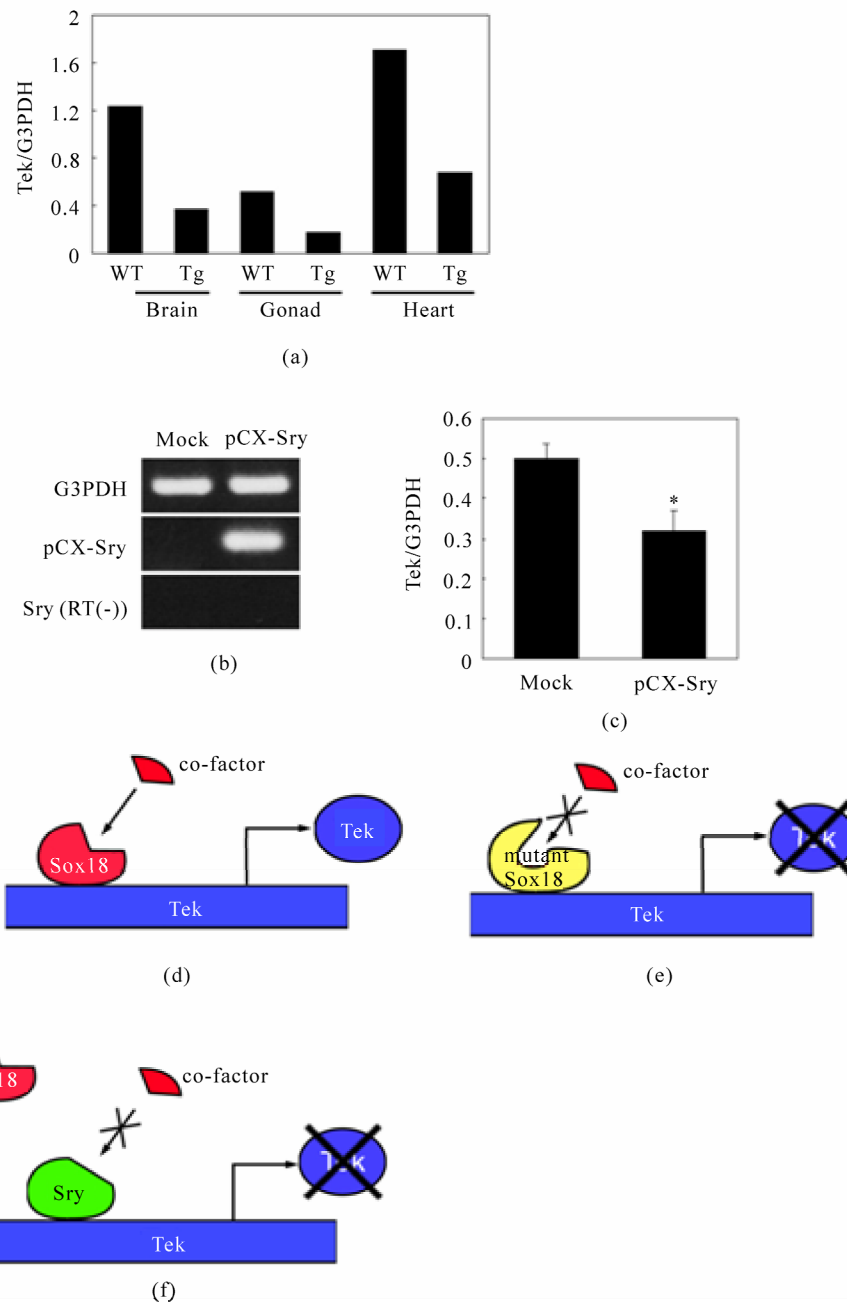 2
1.6
1.2
0.8
0.4
0
Tek/G3PDH
WT Tg WT Tg WT Tg
Brain Gonad Heart
(a)
Mock pCX-Sry
G3PDH
pCX-Sry
Sry (RT(-))
(b)
0.6
0.5
0.4
0.3
0.2
0.1
0
Tek/G3PDH
*
Mock pCX-Sry
(c)
co-factor
Sox18
Tek
Tek
(d)
co-factor
mutant
Sox18
Tek
Tek
(e)
18
co-factor
Sry
Tek
Tek
(f)